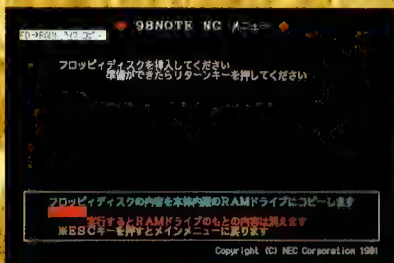 98NOTE NC メニュー
フロッピィディスクを挿入してください
準備ができたらリターンキーを押してください
フロッピィディスクの内容を本体内蔵のRAMドライブにコピーします
実行するとRAMドライブのもとの内容は消えます
※ESCキーを押すとメインメニューに戻ります
Copyright (C) NEC Corporation 1991